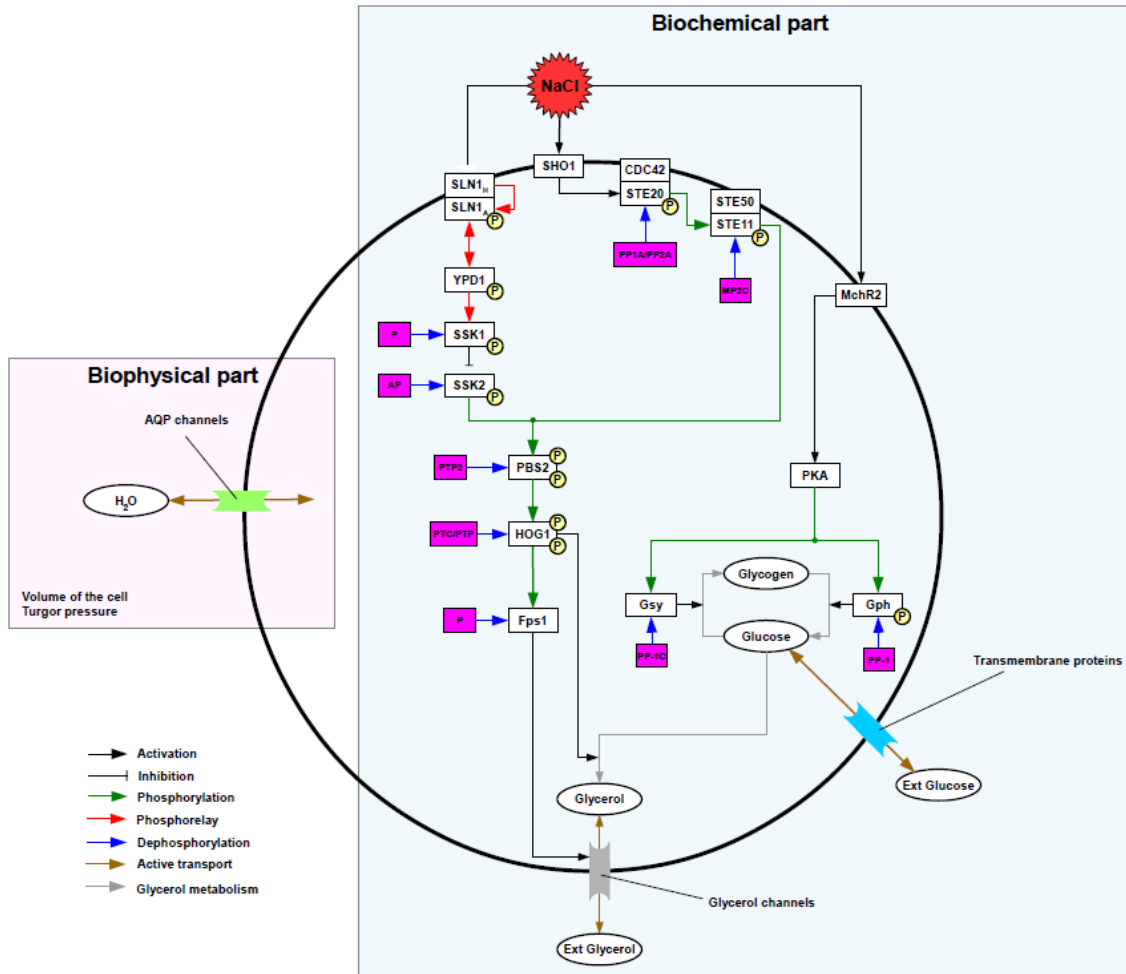 Biochemical part
NaCl
SHO1
CDC42
STE20
P
SLN1H
SLN1A
P
STE50
STE11
P
PP1A/PP2A
MP2C
YPD1
P
MchR2
P
SSK1
P
AP
SSK2
P
Biophysical part
AQP channels
H2O
Volume of the cell
Turgor pressure
PTP2
PBS2
P
P
PKA
PTC/PTP
HOG1
P
P
Glycogen
Gsy
Gph
P
P
Fps1
Glucose
PP-1C
PP-1
Transmembrane proteins
Ext Glucose
Glycerol
Glycerol channels
Ext Glycerol
Activation
Inhibition
Phosphorylation
Phosphorelay
Dephosphorylation
Active transport
Glycerol metabolism